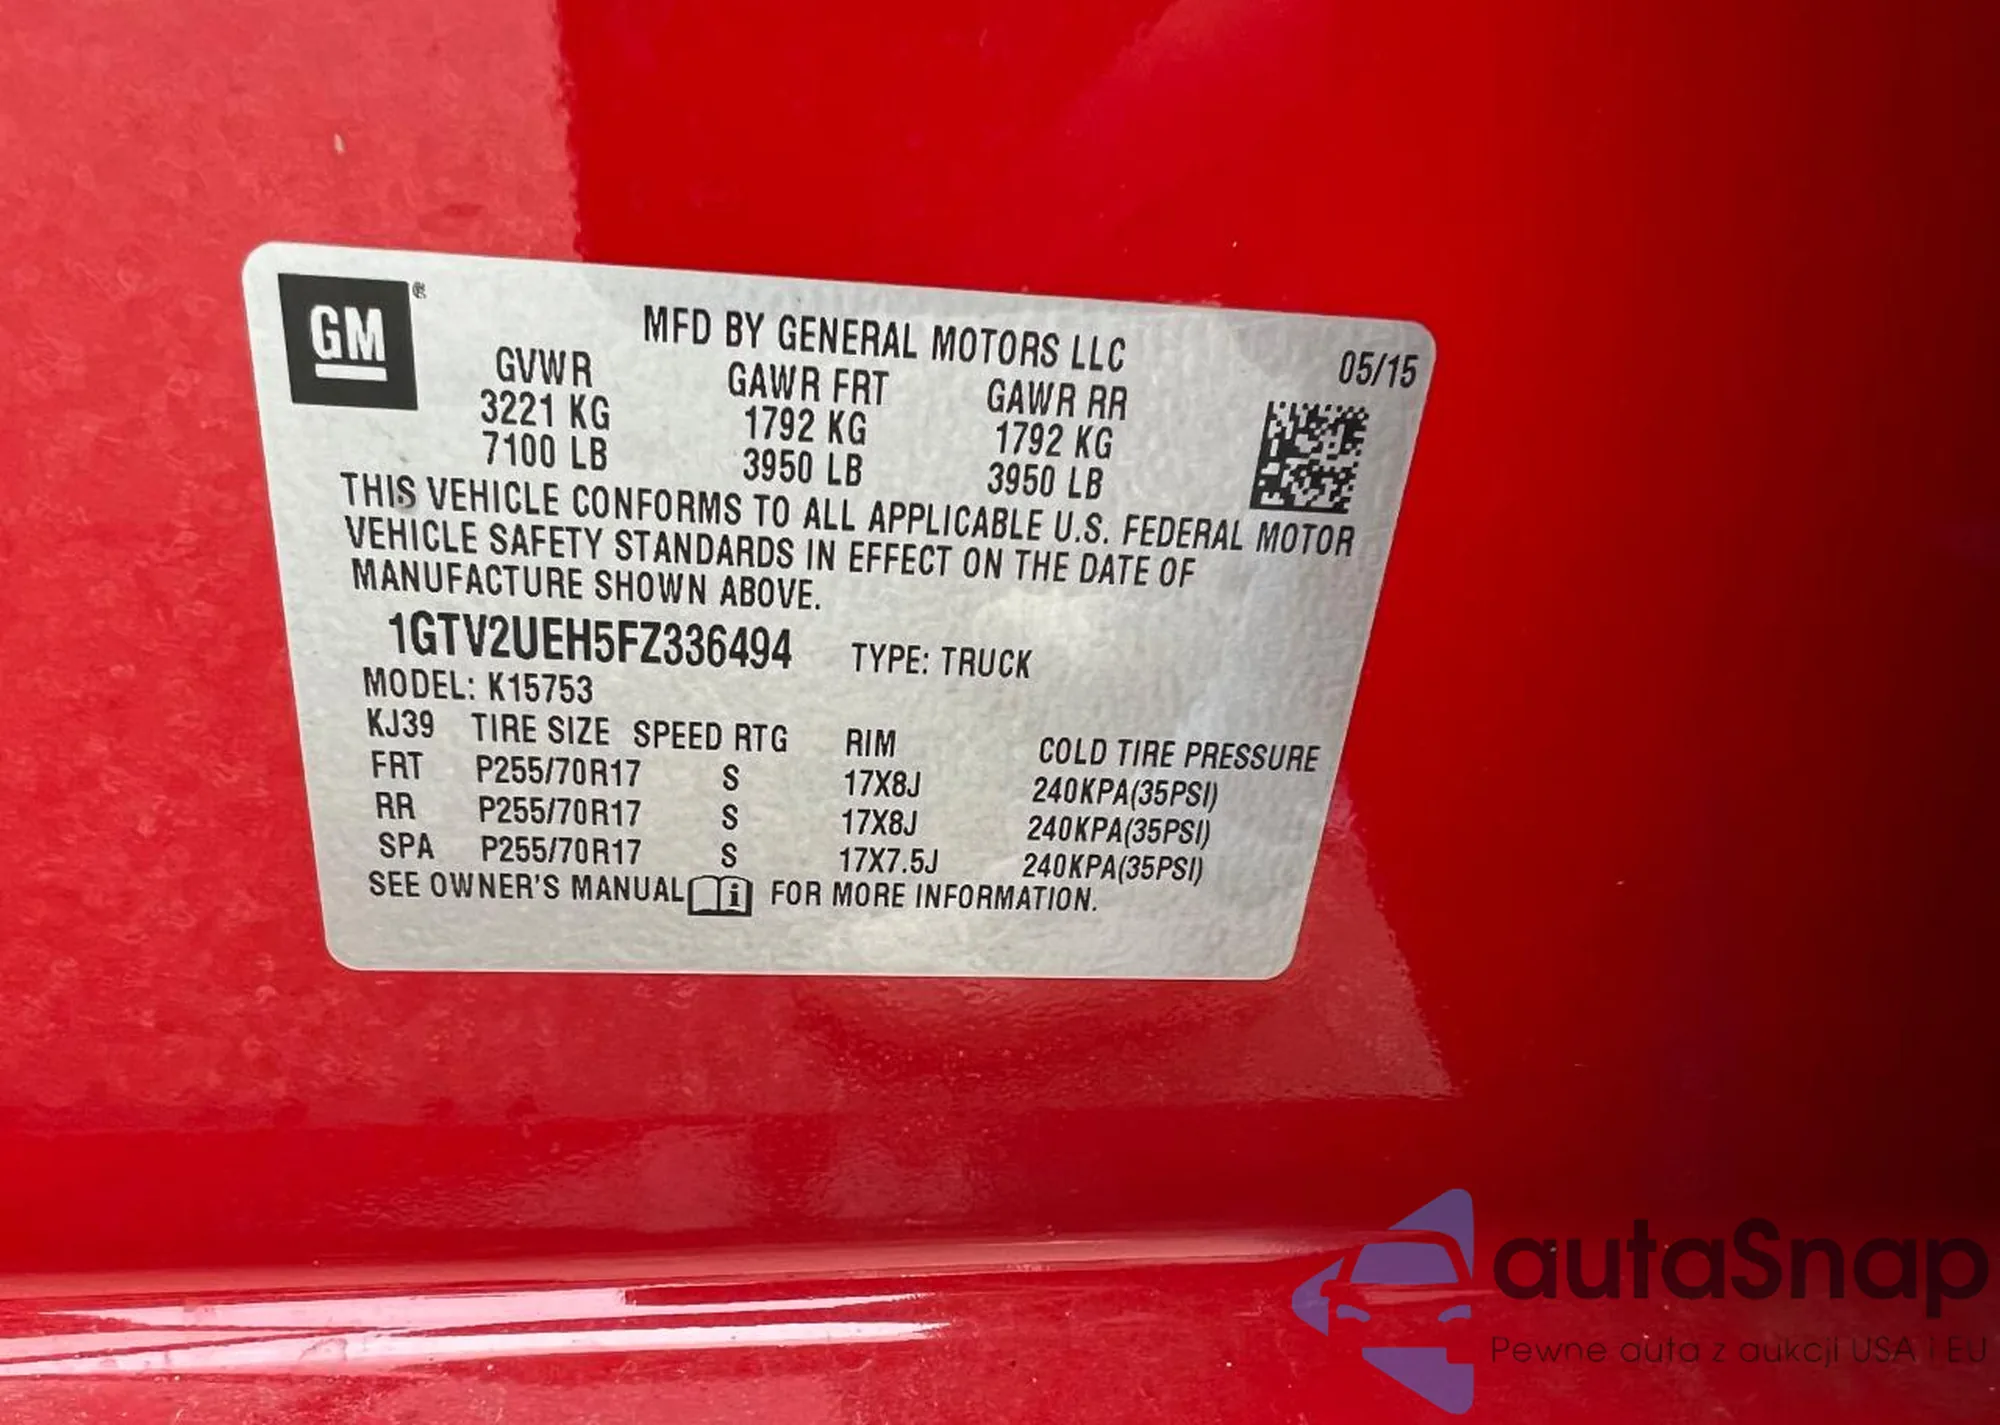 GM®
MFD BY GENERAL MOTORS LLC
05/15
GVWR GAWR FRT GAWR RR
3221 KG 1792 KG 1792 KG
7100 LB 3950 LB 3950 LB
THIS VEHICLE CONFORMS TO ALL APPLICABLE U.S. FEDERAL MOTOR
VEHICLE SAFETY STANDARDS IN EFFECT ON THE DATE OF
MANUFACTURE SHOWN ABOVE.
1GTV2UEH5FZ336494 TYPE: TRUCK
MODEL: K15753
KJ39 TIRE SIZE SPEED RTG RIM COLD TIRE PRESSURE
FRT P255/70R17 S 17X8J 240KPA(35PSI)
RR P255/70R17 S 17X8J 240KPA(35PSI)
SPA P255/70R17 S 17X7.5J 240KPA(35PSI)
SEE OWNER'S MANUAL i FOR MORE INFORMATION.
autaSnap
Pewne auta z aukcji USA i EU